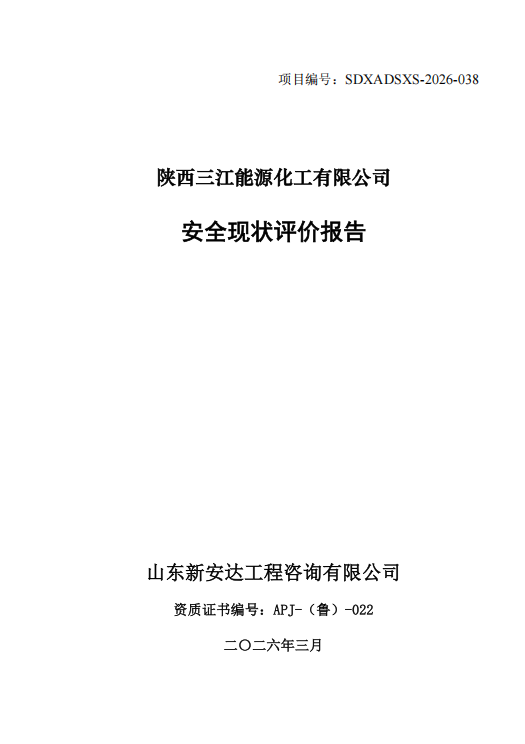 项目编号：SDXADSXS-2026-038
陕西三江能源化工有限公司
安全现状评价报告
山东新安达工程咨询有限公司
资质证书编号：APJ-（鲁）-022
二〇二六年三月